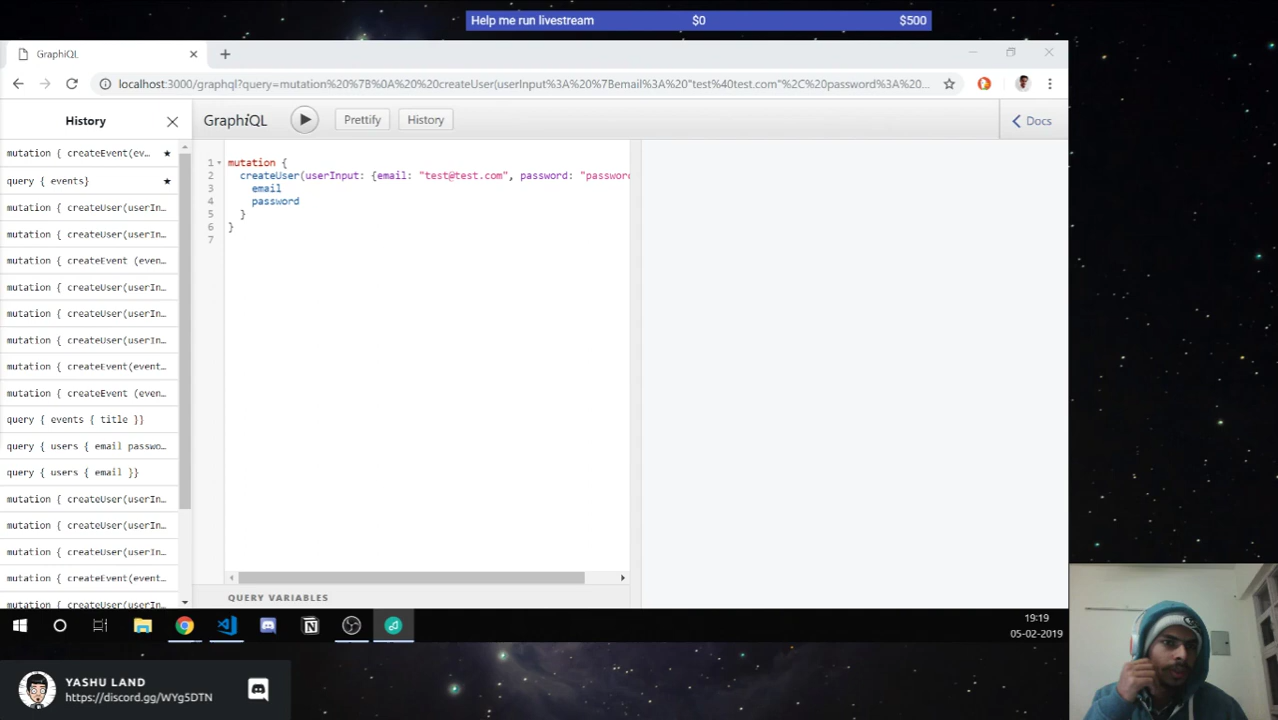 Help me run livestream $0 $500
GraphiQL
localhost:3000/graphql?query=mutation%20%7B%0A%20%20createUser(userInput%3A%20%7Bemail%3A%20"test%40test.com"%2C%20password%3A%20...
History
GraphiQL
Prettify
History
Docs
mutation { createEvent(ev…
query { events}
mutation { createUser(userIn…
mutation { createUser(userIn…
mutation { createEvent (even…
mutation { createUser(userIn…
mutation { createUser(userIn…
mutation { createUser(userIn…
mutation { createEvent(event…
mutation { createEvent (even…
query { events { title }}
query { users { email passwo…
query { users { email }}
mutation { createUser(userIn…
mutation { createUser(userIn…
mutation { createUser(userIn…
mutation { createEvent(event…
mutation { createUser(userIn…
1 mutation {
2 createUser(userInput: {email: "test@test.com", password: "password
3 email
4 password
5 }
6 }
7
QUERY VARIABLES
19:19
05-02-2019
YASHU LAND
https://discord.gg/WYg5DTN